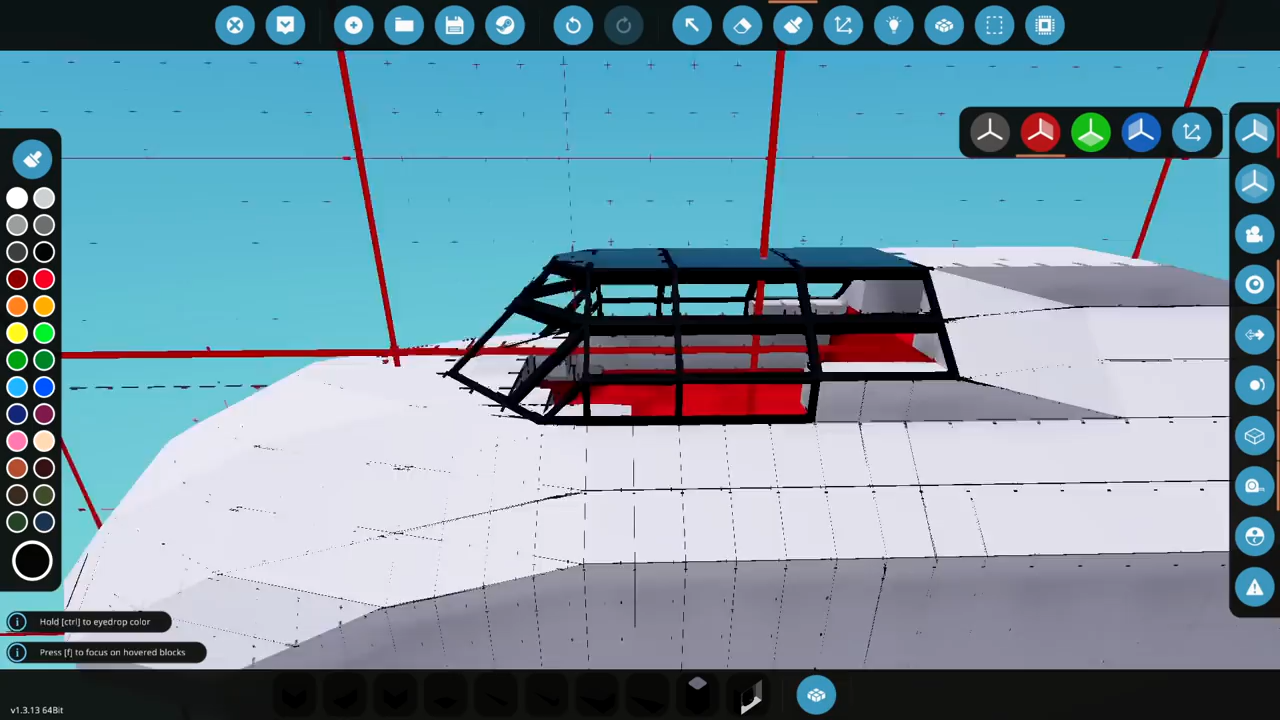 Hold [ctrl] to eyedrop color
Press [f] to focus on hovered blocks
v1.3.13 64Bit